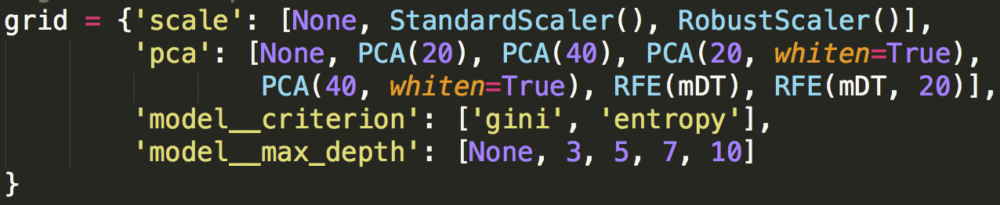 grid = {'scale': [None, StandardScaler(), RobustScaler()],
'pca': [None, PCA(20), PCA(40), PCA(20, whiten=True),
PCA(40, whiten=True), RFE(mDT), RFE(mDT, 20)],
'model__criterion': ['gini', 'entropy'],
'model__max_depth': [None, 3, 5, 7, 10]
}